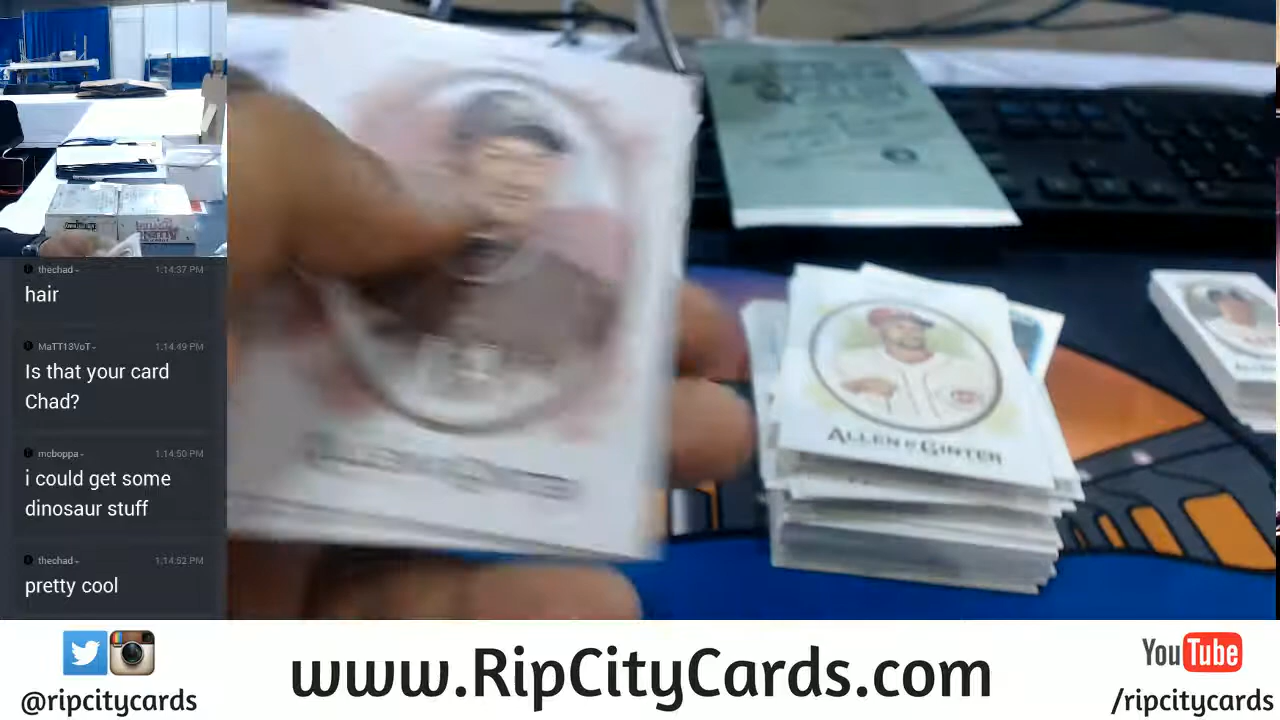 thechad-
1:14:37 PM
hair
MaTT13VoT-
1:14:49 PM
Is that your card
Chad?
mcboppa-
1:14:50 PM
i could get some
dinosaur stuff
thechad-
1:14:52 PM
pretty cool
ALLEN & GINTER
@ripcitycards
www.RipCityCards.com
YouTube
/ripcitycards